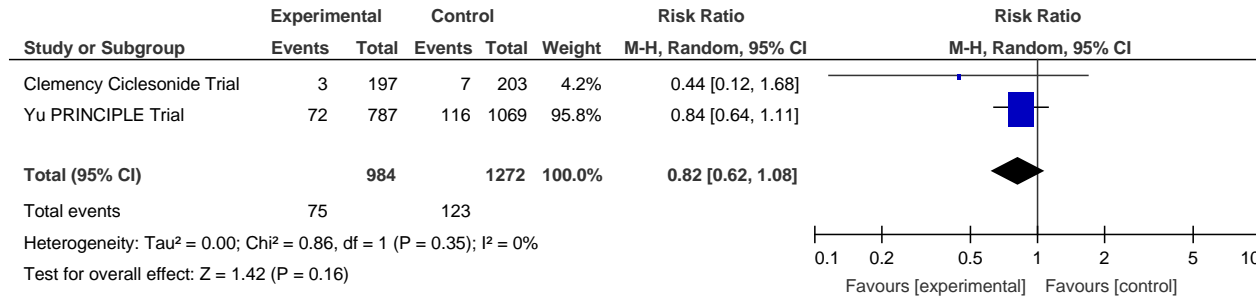 Experimental Control Risk Ratio Risk Ratio
Study or Subgroup Events Total Events Total Weight M-H, Random, 95% CI M-H, Random, 95% CI
Clemency Ciclesonide Trial 3 197 7 203 4.2% 0.44 [0.12, 1.68]
Yu PRINCIPLE Trial 72 787 116 1069 95.8% 0.84 [0.64, 1.11]
Total (95% CI) 984 1272 100.0% 0.82 [0.62, 1.08]
Total events 75 123
Heterogeneity: Tau² = 0.00; Chi² = 0.86, df = 1 (P = 0.35); I² = 0%
Test for overall effect: Z = 1.42 (P = 0.16)
0.1 0.2 0.5 1 2 5 10
Favours [experimental] Favours [control]